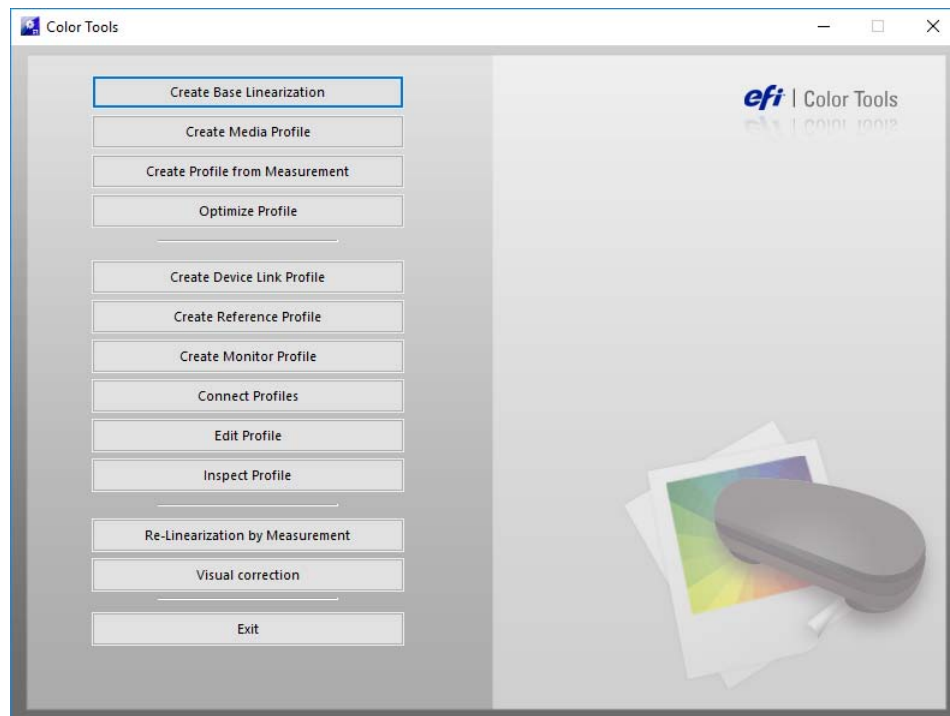 Color Tools
Create Base Linearization
Create Media Profile
Create Profile from Measurement
Optimize Profile
Create Device Link Profile
Create Reference Profile
Create Monitor Profile
Connect Profiles
Edit Profile
Inspect Profile
Re-Linearization by Measurement
Visual correction
Exit
efi | Color Tools